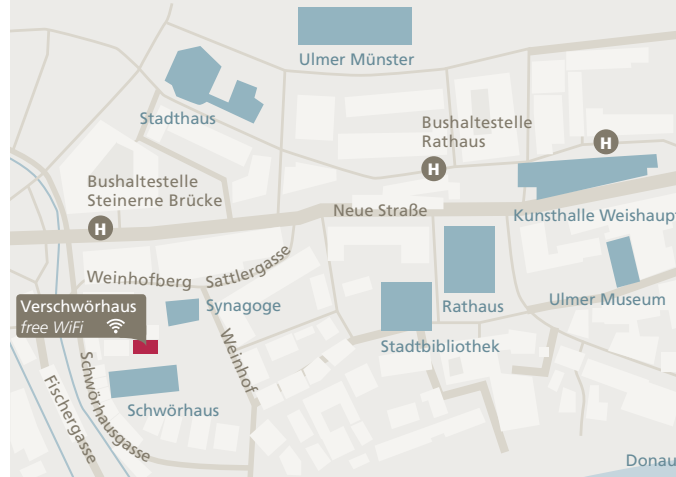 Ulmer Münster
Stadthaus
Bushaltestelle
Rathaus
H
H
Bushaltestelle
Steinerne Brücke
H
Neue Straße
Kunsthalle Weishaupt
Weinhofberg
Sattlergasse
Verschwörhaus
free WiFi
Synagoge
Rathaus
Ulmer Museum
Stadtbibliothek
Weinhof
Schwörhaus
Schwörhausgasse
Fischergasse
Donau